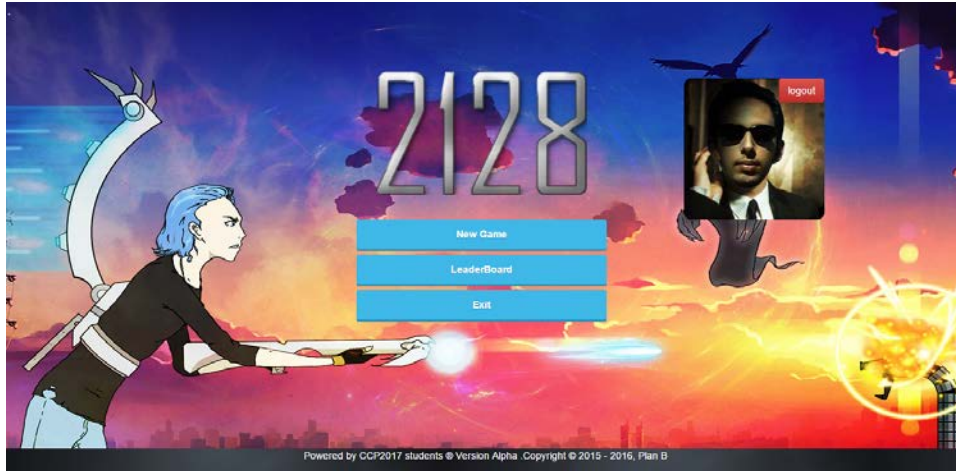 2128
logout
New Game
LeaderBoard
Exit
Powered by CCP2017 students ® Version Alpha .Copyright © 2015 - 2016, Plan B